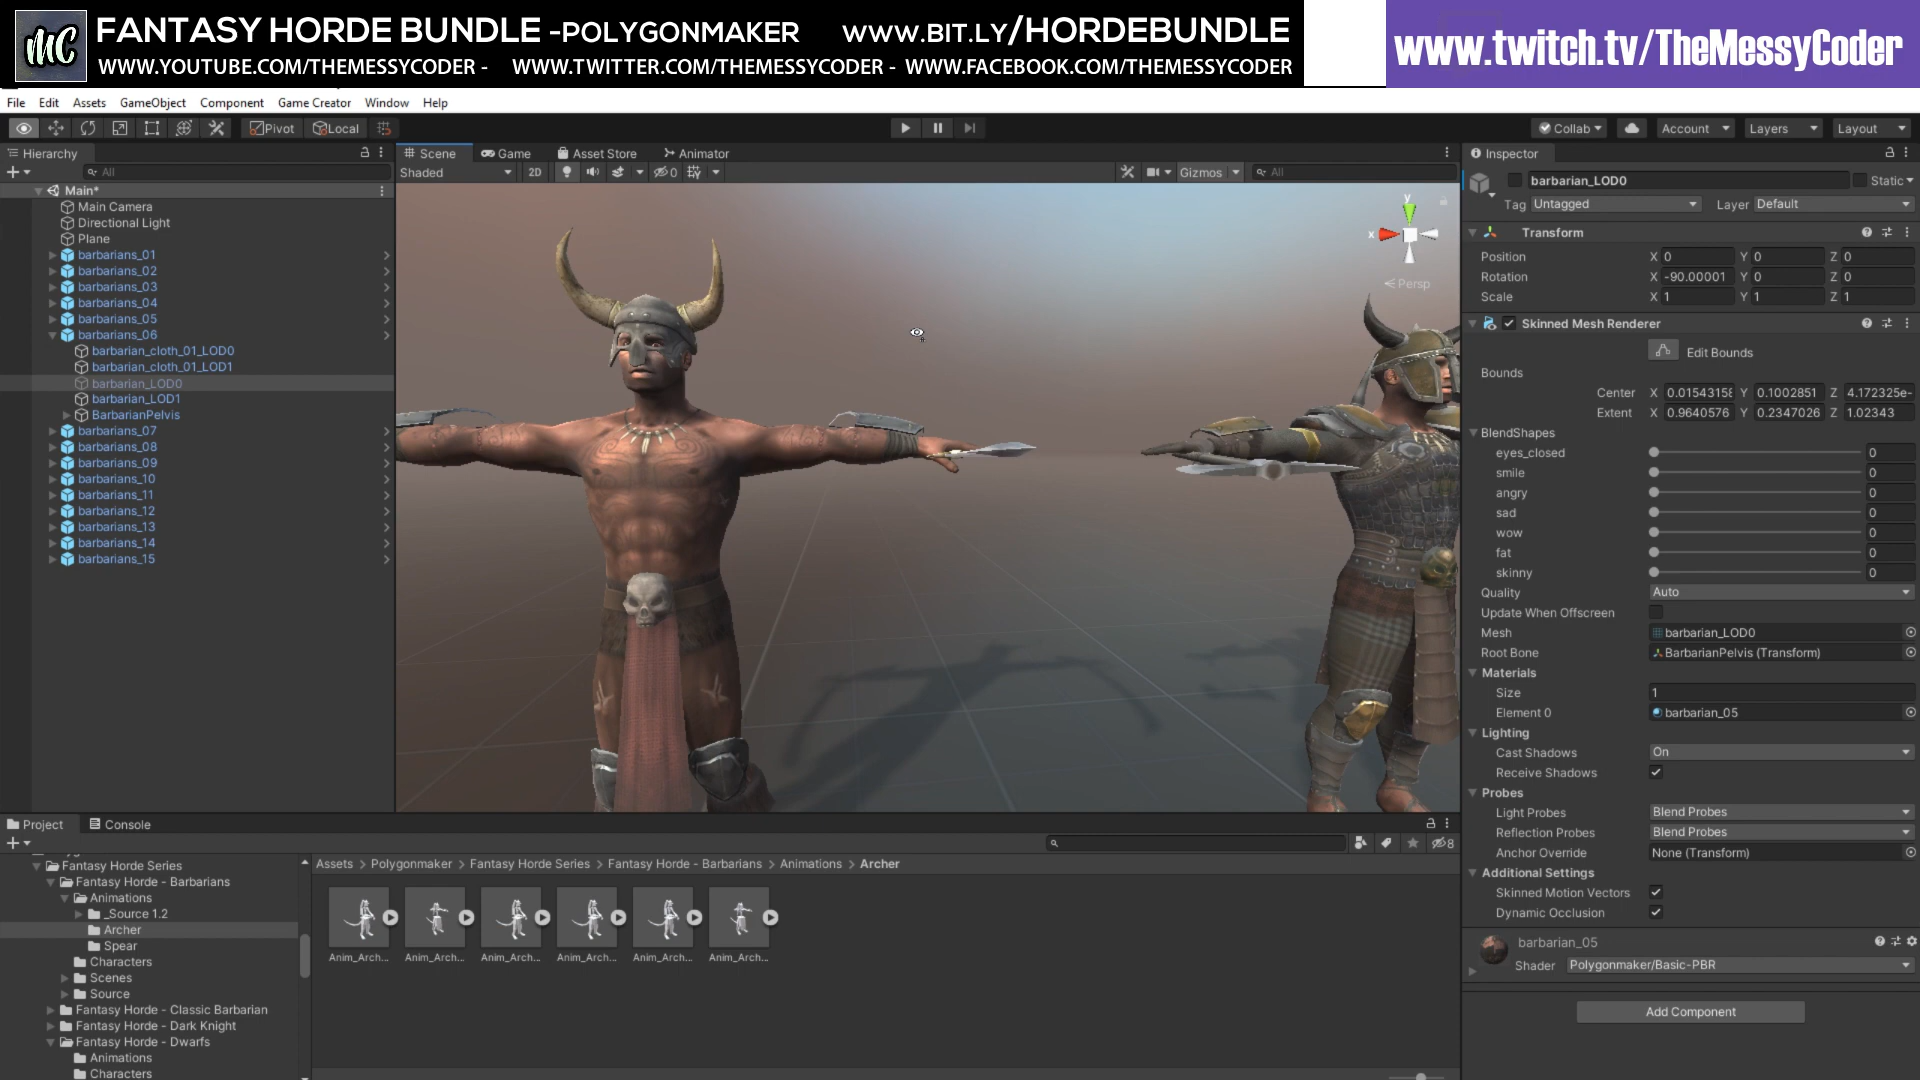 MC
FANTASY HORDE BUNDLE -POLYGONMAKER WWW.BIT.LY/HORDEBUNDLE
WWW.YOUTUBE.COM/THEMESSYCODER - WWW.TWITTER.COM/THEMESSYCODER - WWW.FACEBOOK.COM/THEMESSYCODER
www.twitch.tv/TheMessyCoder
File Edit Assets GameObject Component Game Creator Window Help
Pivot Local
Collab Account Layers Layout
Hierarchy
All
Main*
Main Camera
Directional Light
Plane
barbarians_01
barbarians_02
barbarians_03
barbarians_04
barbarians_05
barbarians_06
barbarian_cloth_01_LOD0
barbarian_cloth_01_LOD1
barbarian_LOD0
barbarian_LOD1
BarbarianPelvis
barbarians_07
barbarians_08
barbarians_09
barbarians_10
barbarians_11
barbarians_12
barbarians_13
barbarians_14
barbarians_15
Scene Game Asset Store Animator
Shaded 2D 0 Gizmos All
y
x
Persp
Inspector
barbarian_LOD0 Static
Tag Untagged Layer Default
Transform
Position X 0 Y 0 Z 0
Rotation X -90.00001 Y 0 Z 0
Scale X 1 Y 1 Z 1
Skinned Mesh Renderer
Edit Bounds
Bounds
Center X 0.01543158 Y 0.1002851 Z 4.172325e-
Extent X 0.9640576 Y 0.2347026 Z 1.02343
BlendShapes
eyes_closed 0
smile 0
angry 0
sad 0
wow 0
fat 0
skinny 0
Quality Auto
Update When Offscreen
Mesh barbarian_LOD0
Root Bone BarbarianPelvis (Transform)
Materials
Size 1
Element 0 barbarian_05
Lighting
Cast Shadows On
Receive Shadows
Probes
Light Probes Blend Probes
Reflection Probes Blend Probes
Anchor Override None (Transform)
Additional Settings
Skinned Motion Vectors
Dynamic Occlusion
barbarian_05
Shader Polygonmaker/Basic-PBR
Add Component
Project Console
8
Fantasy Horde Series
Fantasy Horde - Barbarians
Animations
_Source 1.2
Archer
Spear
Characters
Scenes
Source
Fantasy Horde - Classic Barbarian
Fantasy Horde - Dark Knight
Fantasy Horde - Dwarfs
Animations
Characters
Assets > Polygonmaker > Fantasy Horde Series > Fantasy Horde - Barbarians > Animations > Archer
Anim_Arch... Anim_Arch... Anim_Arch... Anim_Arch... Anim_Arch... Anim_Arch...